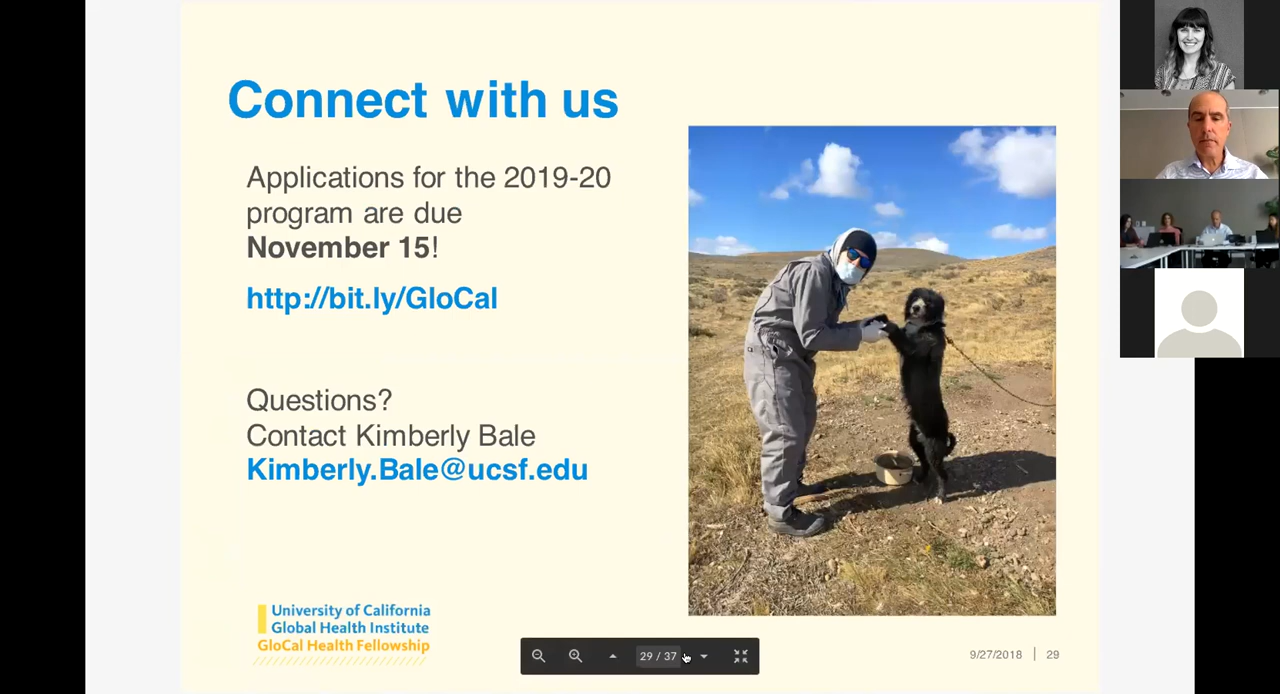 Connect with us
Applications for the 2019-20
program are due
November 15!
http://bit.ly/GloCal
Questions?
Contact Kimberly Bale
Kimberly.Bale@ucsf.edu
University of California
Global Health Institute
GloCal Health Fellowship
29 / 37
9/27/2018 | 29